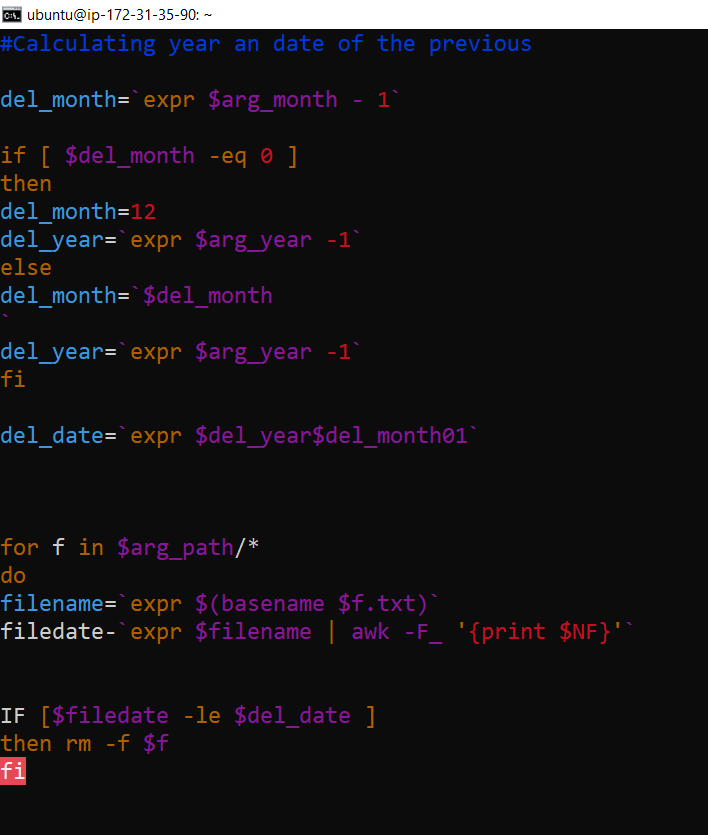 ubuntu@ip-172-31-35-90: ~
#Calculating year an date of the previous
del_month=`expr $arg_month - 1`
if [ $del_month -eq 0 ]
then
del_month=12
del_year=`expr $arg_year -1`
else
del_month=`$del_month
`
del_year=`expr $arg_year -1`
fi
del_date=`expr $del_year$del_month01`
for f in $arg_path/*
do
filename=`expr $(basename $f.txt)`
filedate-`expr $filename | awk -F_ '{print $NF}'`
IF [$filedate -le $del_date ]
then rm -f $f
fi